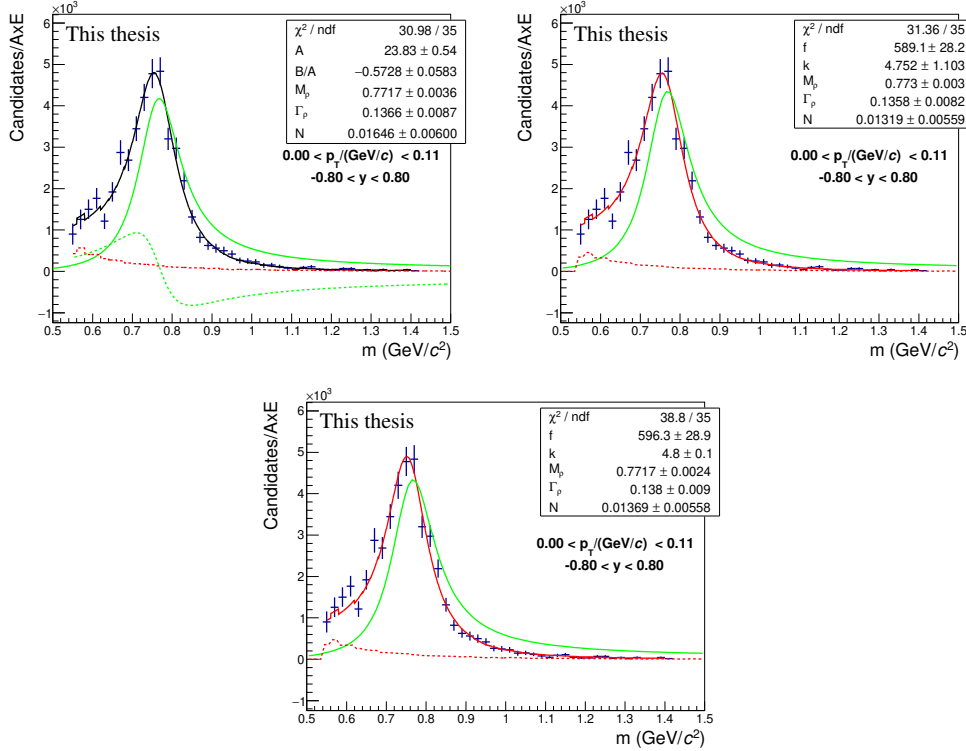 ×10³
This thesis
Candidates/AxE
6
5
4
3
2
1
0
−1
0.5 0.6 0.7 0.8 0.9 1 1.1 1.2 1.3 1.4 1.5
m (GeV/c²)
χ² / ndf 30.98 / 35
A 23.83 ± 0.54
B/A −0.5728 ± 0.0583
Mρ 0.7717 ± 0.0036
Γρ 0.1366 ± 0.0087
N 0.01646 ± 0.00600
0.00 < pT/(GeV/c) < 0.11
-0.80 < y < 0.80
×10³
This thesis
Candidates/AxE
6
5
4
3
2
1
0
−1
0.5 0.6 0.7 0.8 0.9 1 1.1 1.2 1.3 1.4 1.5
m (GeV/c²)
χ² / ndf 31.36 / 35
f 589.1 ± 28.2
k 4.752 ± 1.103
Mρ 0.773 ± 0.003
Γρ 0.1358 ± 0.0082
N 0.01319 ± 0.00559
0.00 < pT/(GeV/c) < 0.11
-0.80 < y < 0.80
×10³
This thesis
Candidates/AxE
6
5
4
3
2
1
0
−1
0.5 0.6 0.7 0.8 0.9 1 1.1 1.2 1.3 1.4 1.5
m (GeV/c²)
χ² / ndf 38.8 / 35
f 596.3 ± 28.9
k 4.8 ± 0.1
Mρ 0.7717 ± 0.0024
Γρ 0.138 ± 0.009
N 0.01369 ± 0.00558
0.00 < pT/(GeV/c) < 0.11
-0.80 < y < 0.80